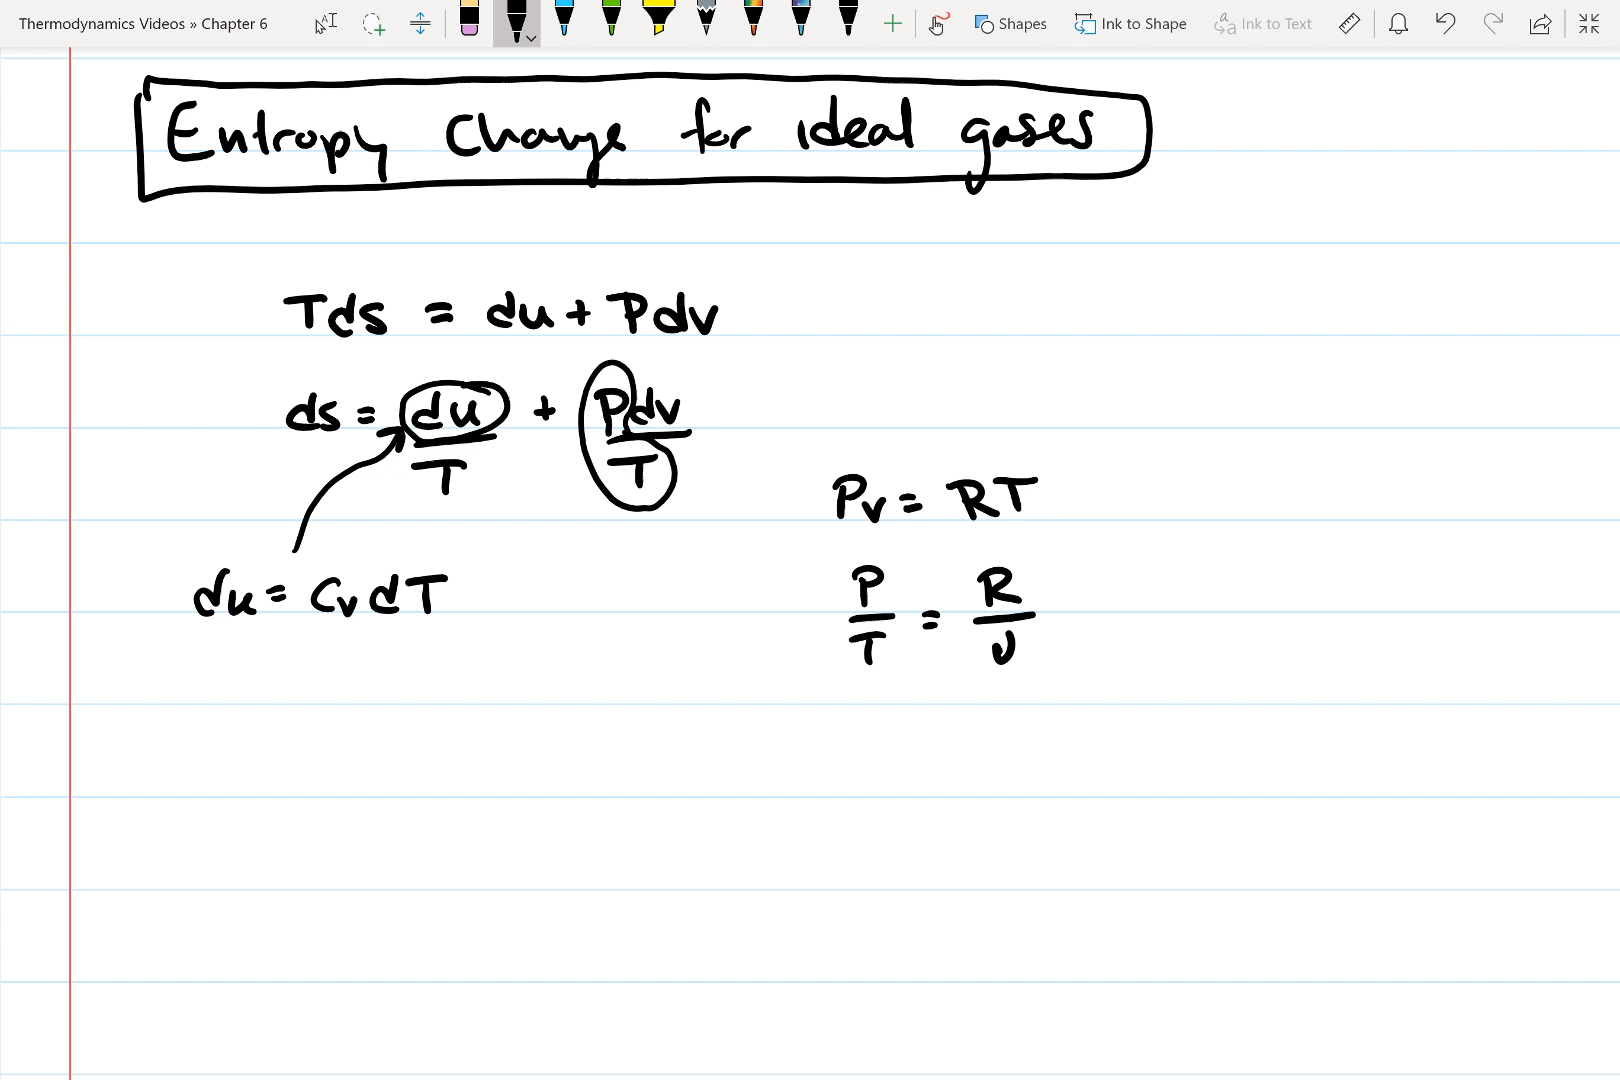 Thermodynamics Videos » Chapter 6
Shapes
Ink to Shape
Ink to Text
Entropy Change for ideal gases
Tds = du + Pdv
ds = du/T + Pdv/T
Pv = RT
du = CvdT
P/T = R/v